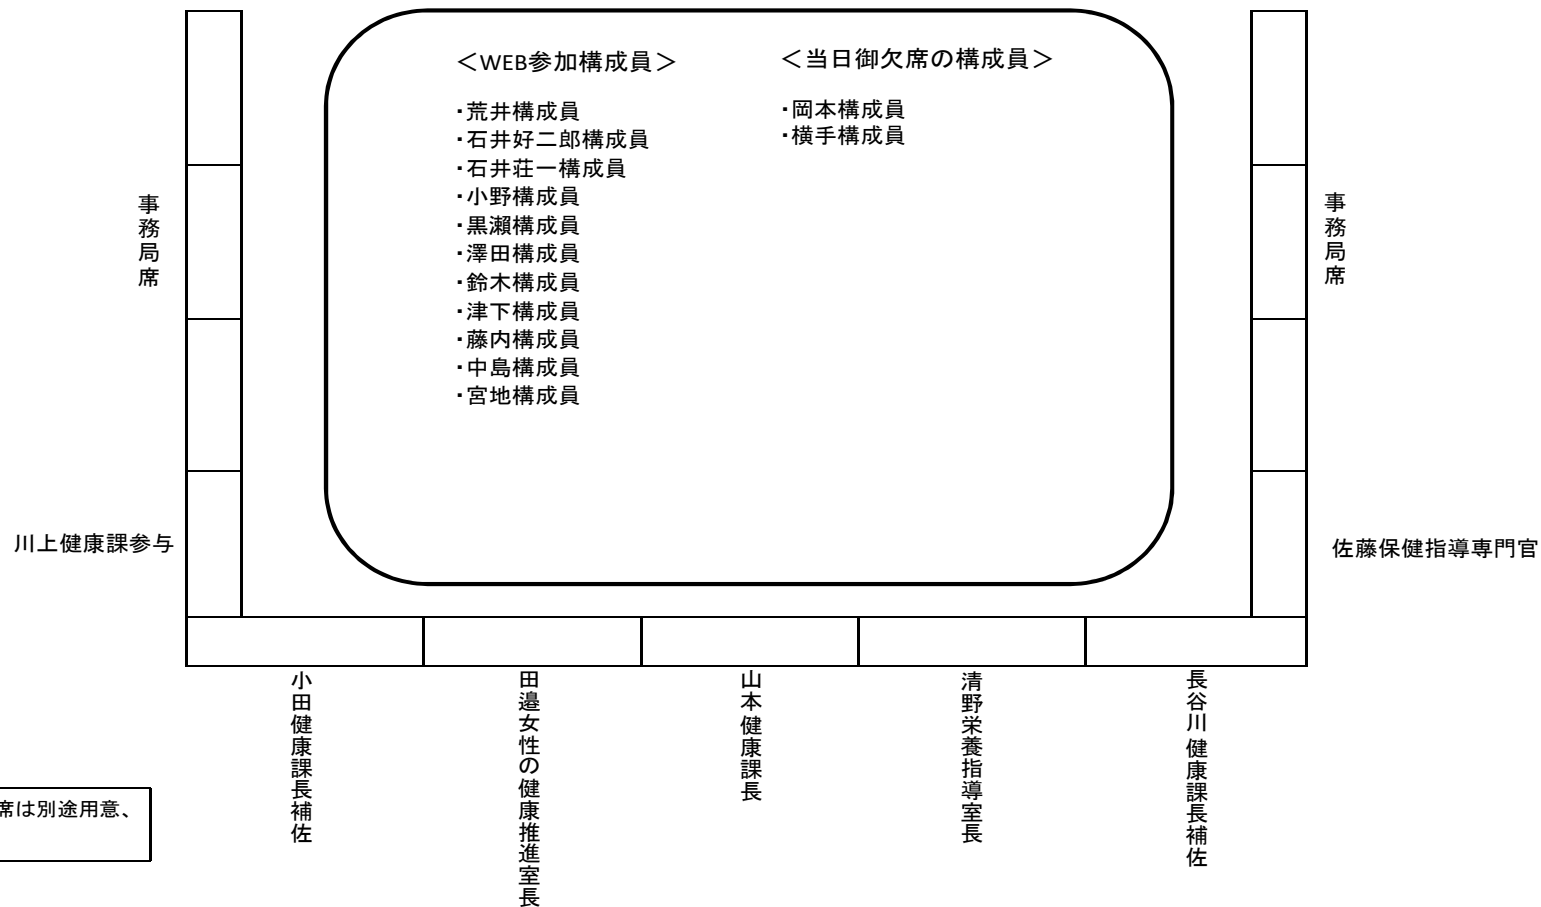 ＜WEB参加構成員＞
・荒井構成員
・石井好二郎構成員
・石井荘一構成員
・小野構成員
・黒瀨構成員
・澤田構成員
・鈴木構成員
・津下構成員
・藤内構成員
・中島構成員
・宮地構成員
＜当日御欠席の構成員＞
・岡本構成員
・横手構成員
事務局席
事務局席
川上健康課参与
佐藤保健指導専門官
小田健康課長補佐
田邉女性の健康推進室長
山本健康課長
清野栄養指導室長
長谷川健康課長補佐
席は別途用意、